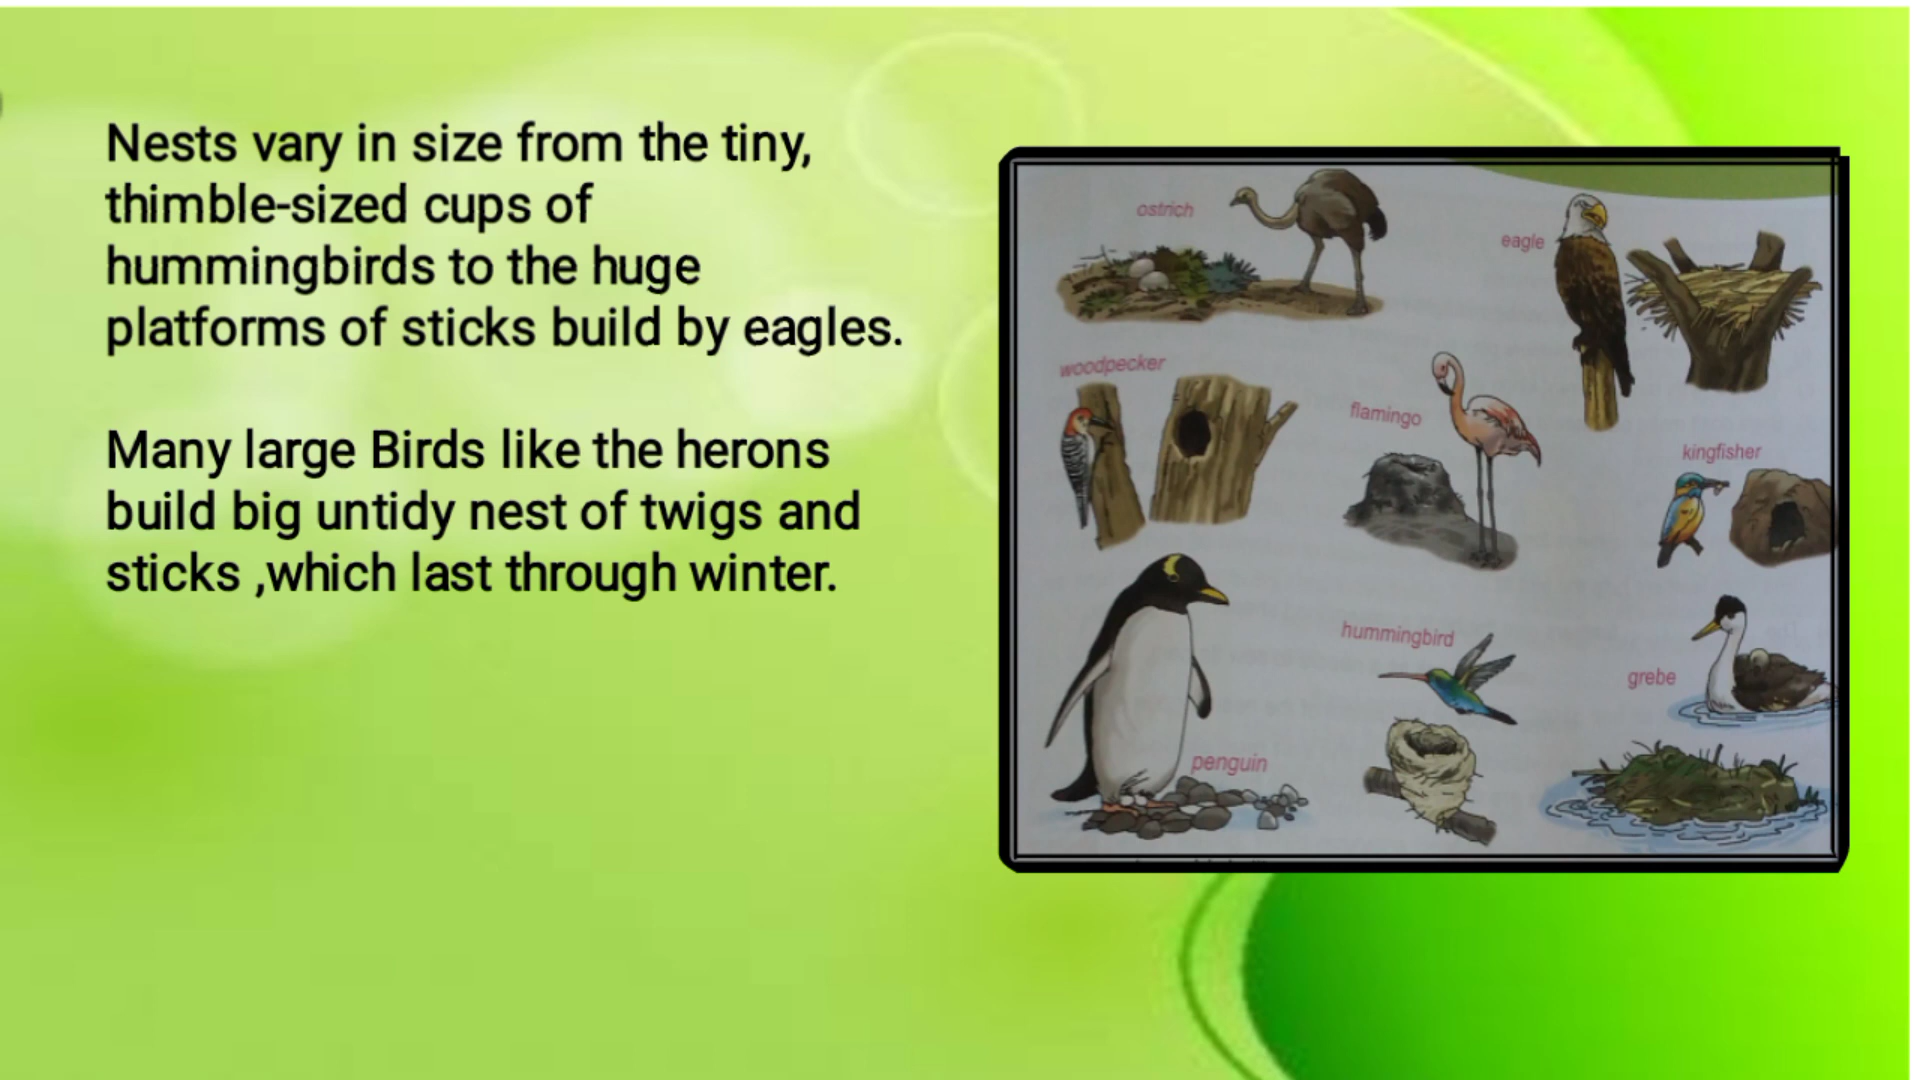 Nests vary in size from the tiny,
thimble-sized cups of
hummingbirds to the huge
platforms of sticks build by eagles.
Many large Birds like the herons
build big untidy nest of twigs and
sticks ,which last through winter.
ostrich
eagle
woodpecker
flamingo
kingfisher
hummingbird
grebe
penguin